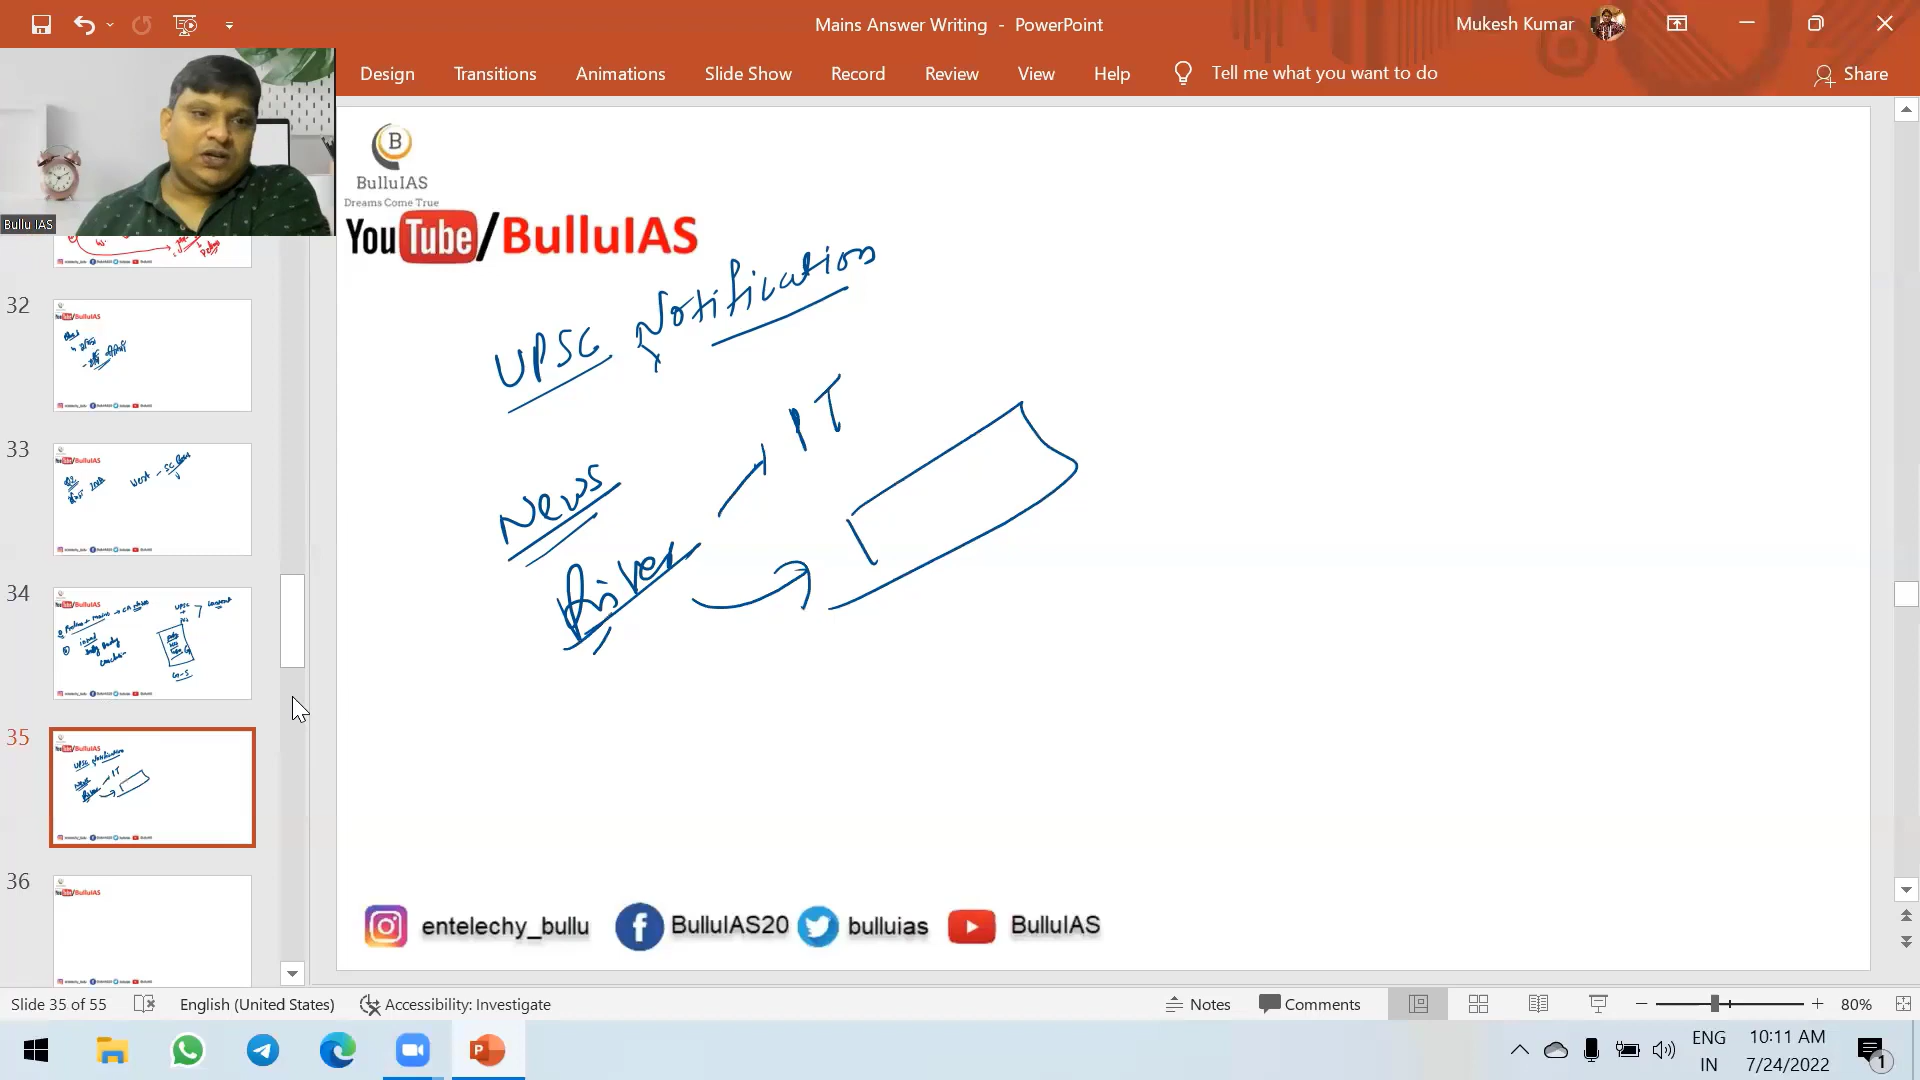 Mains Answer Writing - PowerPoint
Mukesh Kumar
Design Transitions Animations Slide Show Record Review View Help Tell me what you want to do Share
Bullu IAS
B
BulluIAS
Dreams Come True
YouTube/BulluIAS
UPSC Notification
PT
News
River
32
33
34
35
36
entelechy_bullu BulluIAS20 bulluias BulluIAS
Slide 35 of 55 English (United States) Accessibility: Investigate Notes Comments 80%
ENG
IN
10:11 AM
7/24/2022
1